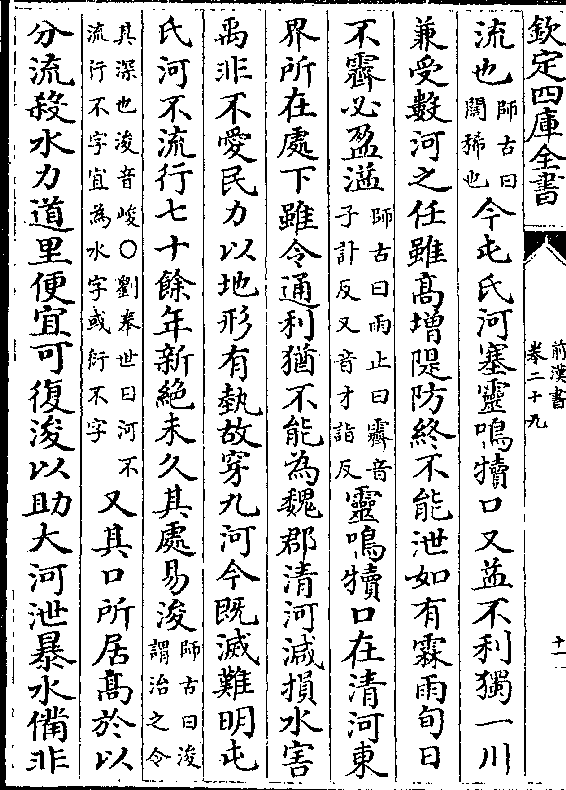 欽定四庫全書
前漢書
卷二十九
十一
流也師古曰闊稀也今屯氏河塞靈鳴犢口又益不利獨一川
兼受數河之任雖髙增隄防終不能泄如有霖雨旬日
不霽必盈溢師古曰雨止曰霽音子計反又音才詣反靈鳴犢口在清河東
界所在處下雖令通利猶不能為魏郡清河減損水害
禹非不愛民力以地形有埶故穿九河今既滅難明屯
氏河不流行七十餘年新絶未久其處易浚師古曰浚謂治之令
其深也浚音峻〇劉奉世曰河不流行不字宜為水字或衍不字又其口所居髙於以
分流殺水力道里便宜可復浚以助大河泄暴水備非